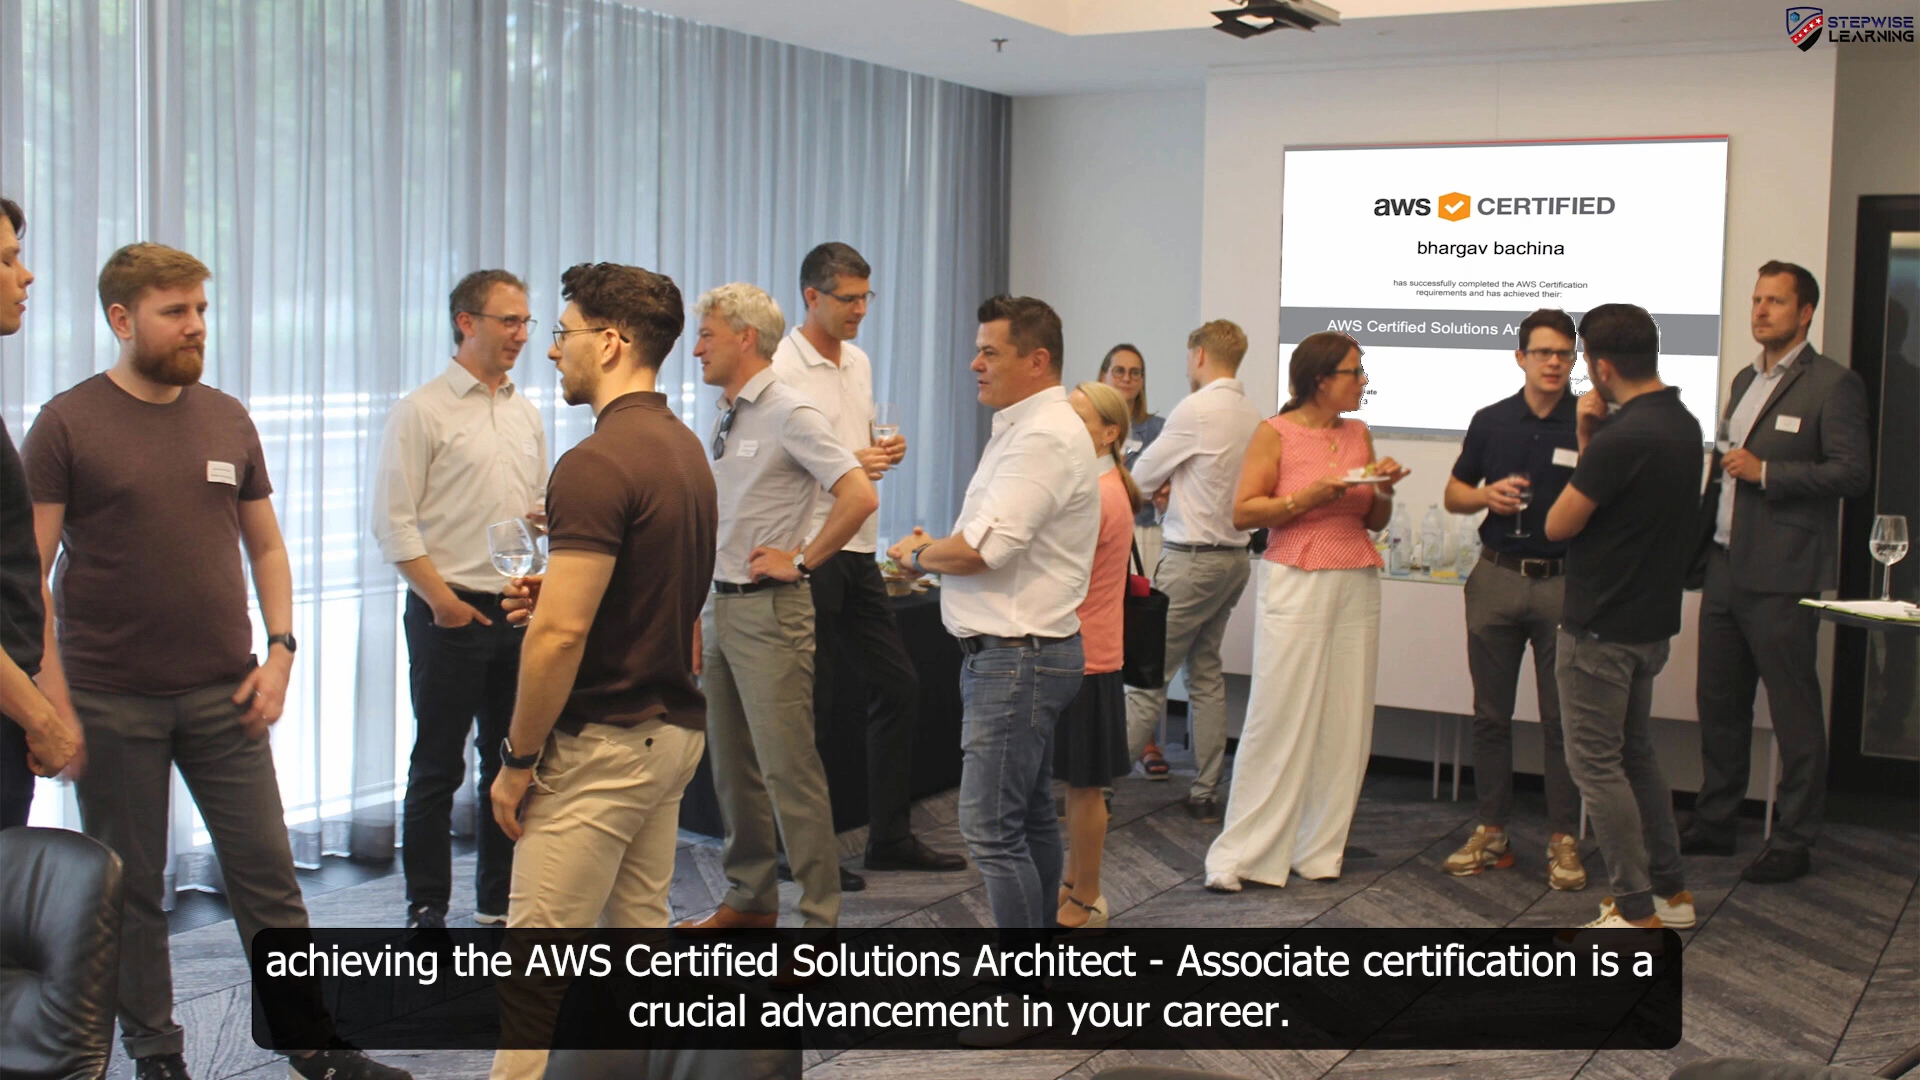 STEPWISE
LEARNING
aws CERTIFIED
bhargav bachina
has successfully completed the AWS Certification
requirements and has achieved their:
AWS Certified Solutions Ar
achieving the AWS Certified Solutions Architect - Associate certification is a
crucial advancement in your career.